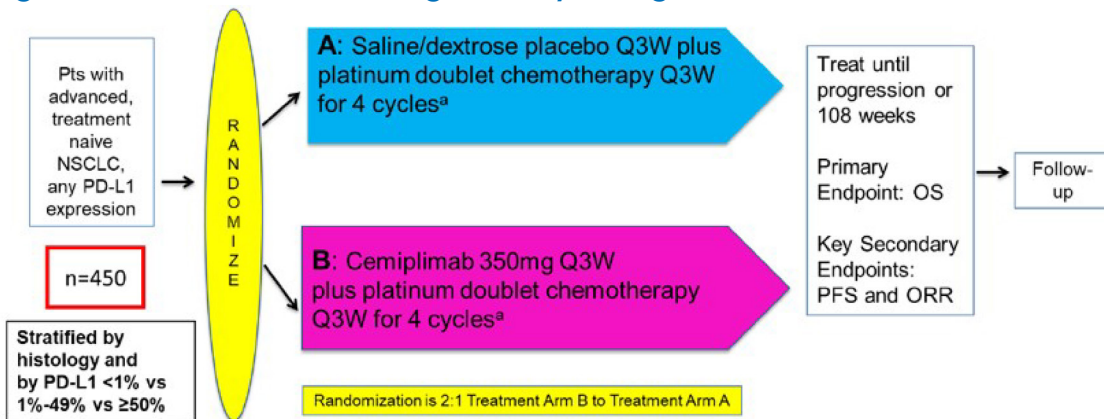 Pts with
advanced,
treatment
naive
NSCLC,
any PD-L1
expression
n=450
Stratified by
histology and
by PD-L1 <1% vs
1%-49% vs ≥50%
RANDOMIZE
A: Saline/dextrose placebo Q3W plus
platinum doublet chemotherapy Q3W
for 4 cyclesᵃ
B: Cemiplimab 350mg Q3W
plus platinum doublet chemotherapy
Q3W for 4 cyclesᵃ
Randomization is 2:1 Treatment Arm B to Treatment Arm A
Treat until
progression or
108 weeks
Primary
Endpoint: OS
Key Secondary
Endpoints:
PFS and ORR
Follow-
up